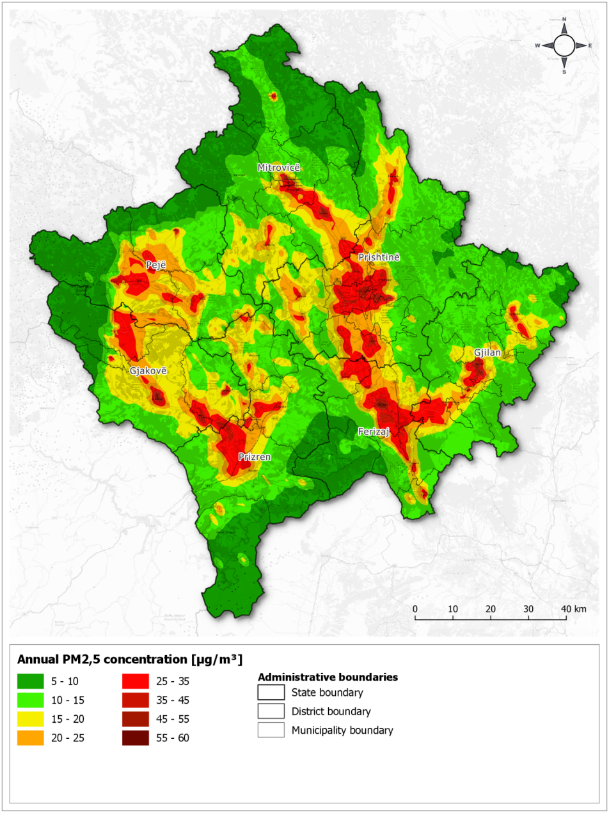 N
W E
S
Mitrovicë
Prishtinë
Pejë
Gjilan
Gjakovë
Ferizaj
Prizren
0 10 20 30 40 km
Annual PM2,5 concentration [µg/m³]
5 - 10
10 - 15
15 - 20
20 - 25
25 - 35
35 - 45
45 - 55
55 - 60
Administrative boundaries
State boundary
District boundary
Municipality boundary